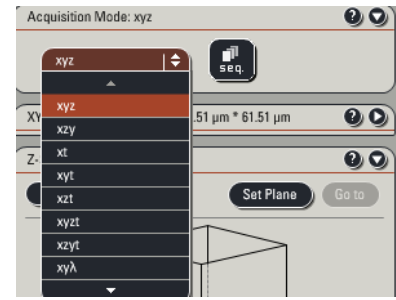 Acquisition Mode: xyz
xyz
seq.
xyz
XY
.51 µm * 61.51 µm
xzy
xt
Z-
xyt
xzt
Set Plane
Go to
xyzt
xzyt
xyλ